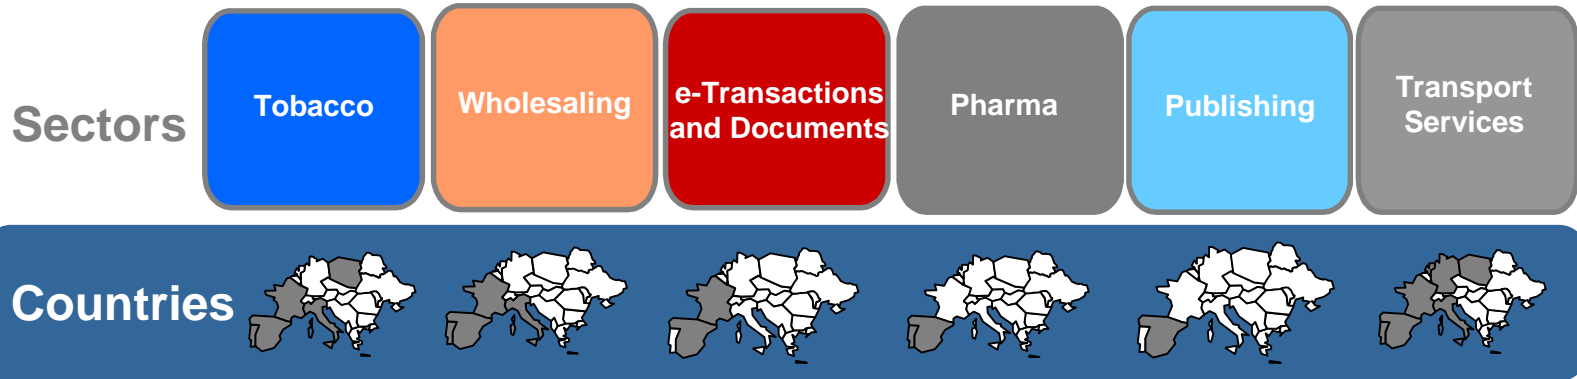 Sectors
Tobacco
Wholesaling
e-Transactions
and Documents
Pharma
Publishing
Transport
Services
Countries